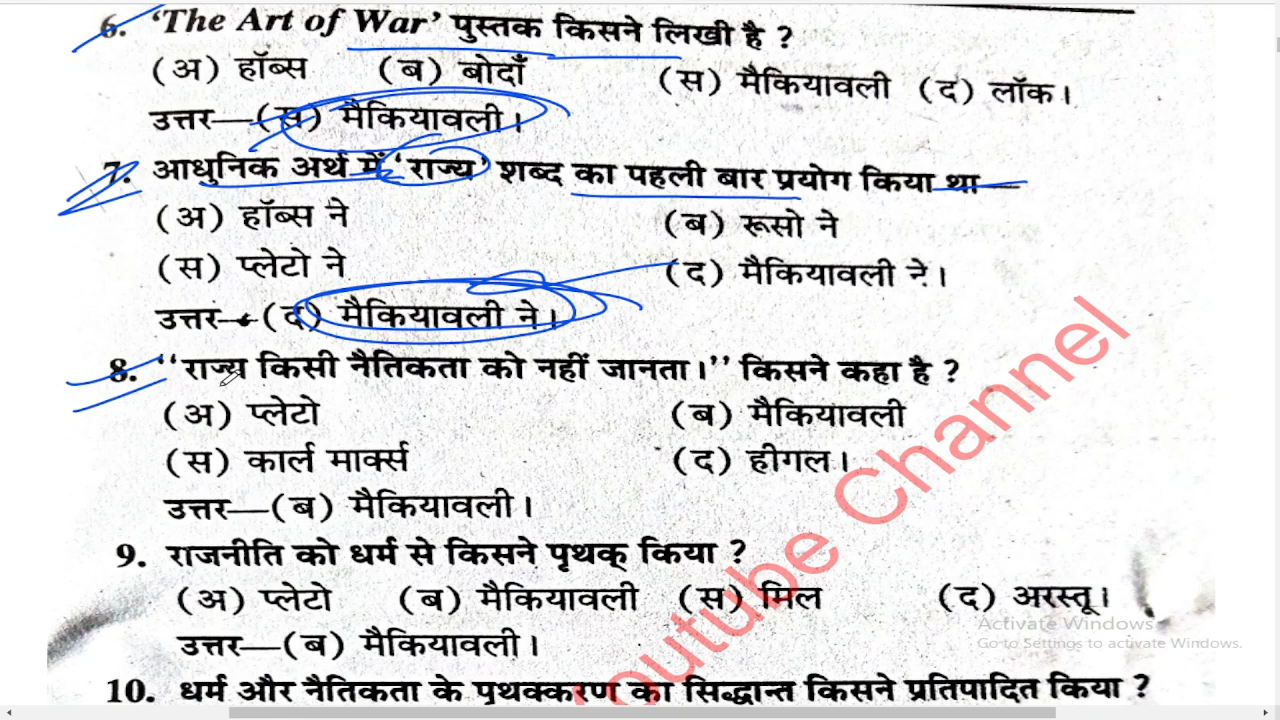 6. 'The Art of War' पुस्तक किसने लिखी है ?
(अ) हॉब्स (ब) बोदाँ (स) मैकियावली (द) लॉक।
उत्तर—(स) मैकियावली।
7. आधुनिक अर्थ में 'राज्य' शब्द का पहली बार प्रयोग किया था—
(अ) हॉब्स ने (ब) रूसो ने
(स) प्लेटो ने (द) मैकियावली ने।
उत्तर—(द) मैकियावली ने।
8. "राज्य किसी नैतिकता को नहीं जानता।" किसने कहा है ?
(अ) प्लेटो (ब) मैकियावली
(स) कार्ल मार्क्स (द) हीगल।
उत्तर—(ब) मैकियावली।
9. राजनीति को धर्म से किसने पृथक् किया ?
(अ) प्लेटो (ब) मैकियावली (स) मिल (द) अरस्तू।
उत्तर—(ब) मैकियावली।
10. धर्म और नैतिकता के पृथक्करण का सिद्धान्त किसने प्रतिपादित किया ?
outube Channel
Activate Windows
Go to Settings to activate Windows.